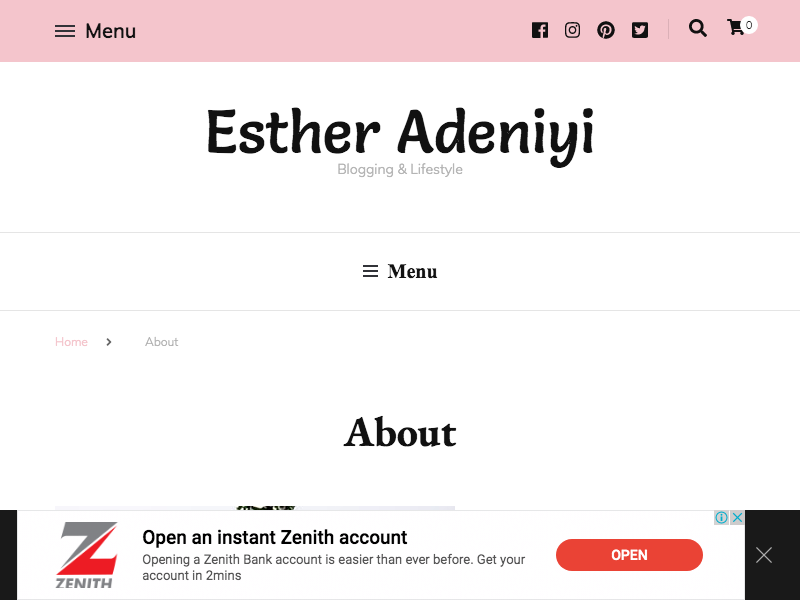 Menu
0
Esther Adeniyi
Blogging & Lifestyle
Menu
Home
About
About
ZENITH
Open an instant Zenith account
Opening a Zenith Bank account is easier than ever before. Get your
account in 2mins
OPEN